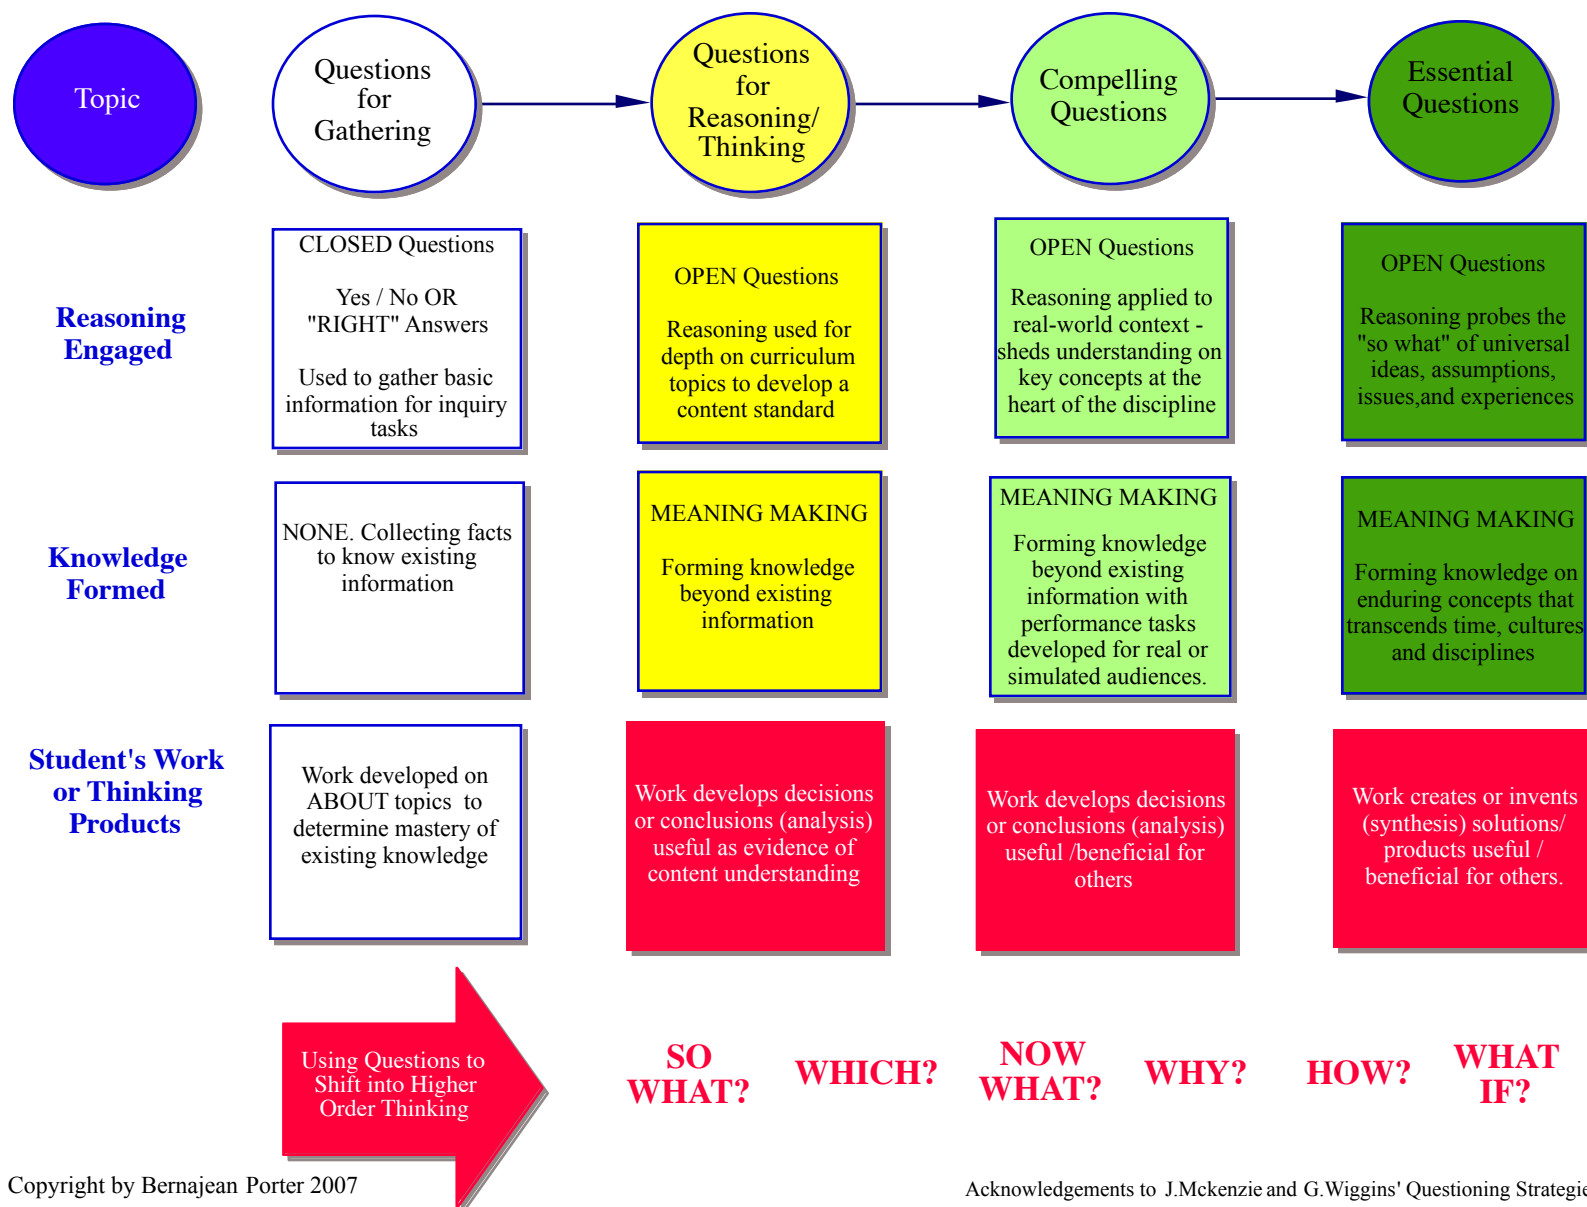 Topic
Questions
for
Gathering
Questions
for
Reasoning/
Thinking
Compelling
Questions
Essential
Questions
Reasoning
Engaged
CLOSED Questions
Yes / No OR
"RIGHT" Answers
Used to gather basic
information for inquiry
tasks
OPEN Questions
Reasoning used for
depth on curriculum
topics to develop a
content standard
OPEN Questions
Reasoning applied to
real-world context -
sheds understanding on
key concepts at the
heart of the discipline
OPEN Questions
Reasoning probes the
"so what" of universal
ideas, assumptions,
issues,and experiences
Knowledge
Formed
NONE. Collecting facts
to know existing
information
MEANING MAKING
Forming knowledge
beyond existing
information
MEANING MAKING
Forming knowledge
beyond existing
information with
performance tasks
developed for real or
simulated audiences.
MEANING MAKING
Forming knowledge on
enduring concepts that
transcends time, cultures
and disciplines
Student's Work
or Thinking
Products
Work developed on
ABOUT topics to
determine mastery of
existing knowledge
Work develops decisions
or conclusions (analysis)
useful as evidence of
content understanding
Work develops decisions
or conclusions (analysis)
useful /beneficial for
others
Work creates or invents
(synthesis) solutions/
products useful /
beneficial for others.
Using Questions to
Shift into Higher
Order Thinking
SO
WHAT?
WHICH?
NOW
WHAT?
WHY?
HOW?
WHAT
IF?
Copyright by Bernajean Porter 2007
Acknowledgements to J.Mckenzie and G.Wiggins' Questioning Strategie